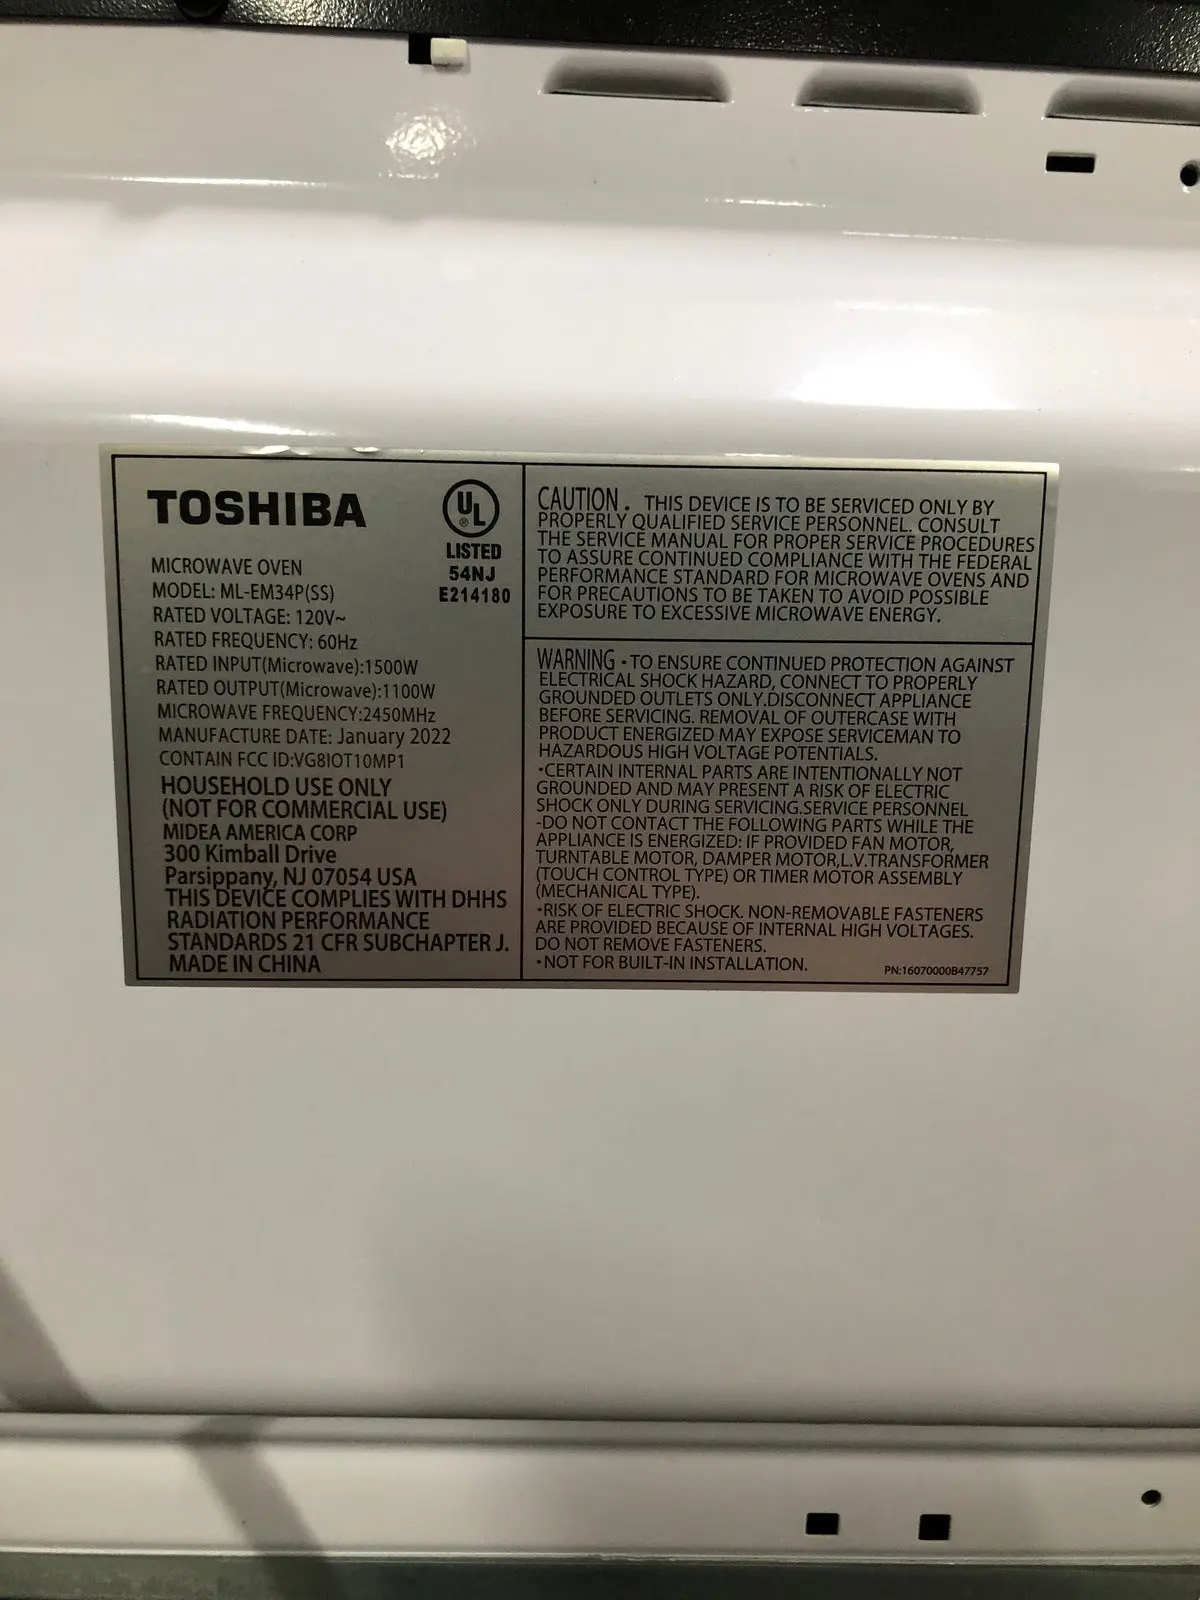 TOSHIBA
UL
®
LISTED
54NJ
E214180
MICROWAVE OVEN
MODEL: ML-EM34P(SS)
RATED VOLTAGE: 120V~
RATED FREQUENCY: 60Hz
RATED INPUT(Microwave):1500W
RATED OUTPUT(Microwave):1100W
MICROWAVE FREQUENCY:2450MHz
MANUFACTURE DATE: January 2022
CONTAIN FCC ID:VG8IOT10MP1
HOUSEHOLD USE ONLY
(NOT FOR COMMERCIAL USE)
MIDEA AMERICA CORP
300 Kimball Drive
Parsippany, NJ 07054 USA
THIS DEVICE COMPLIES WITH DHHS
RADIATION PERFORMANCE
STANDARDS 21 CFR SUBCHAPTER J.
MADE IN CHINA
CAUTION . THIS DEVICE IS TO BE SERVICED ONLY BY
PROPERLY QUALIFIED SERVICE PERSONNEL. CONSULT
THE SERVICE MANUAL FOR PROPER SERVICE PROCEDURES
TO ASSURE CONTINUED COMPLIANCE WITH THE FEDERAL
PERFORMANCE STANDARD FOR MICROWAVE OVENS AND
FOR PRECAUTIONS TO BE TAKEN TO AVOID POSSIBLE
EXPOSURE TO EXCESSIVE MICROWAVE ENERGY.
WARNING • TO ENSURE CONTINUED PROTECTION AGAINST
ELECTRICAL SHOCK HAZARD, CONNECT TO PROPERLY
GROUNDED OUTLETS ONLY.DISCONNECT APPLIANCE
BEFORE SERVICING. REMOVAL OF OUTERCASE WITH
PRODUCT ENERGIZED MAY EXPOSE SERVICEMAN TO
HAZARDOUS HIGH VOLTAGE POTENTIALS.
•CERTAIN INTERNAL PARTS ARE INTENTIONALLY NOT
GROUNDED AND MAY PRESENT A RISK OF ELECTRIC
SHOCK ONLY DURING SERVICING.SERVICE PERSONNEL
-DO NOT CONTACT THE FOLLOWING PARTS WHILE THE
APPLIANCE IS ENERGIZED: IF PROVIDED FAN MOTOR,
TURNTABLE MOTOR, DAMPER MOTOR,L.V.TRANSFORMER
(TOUCH CONTROL TYPE) OR TIMER MOTOR ASSEMBLY
(MECHANICAL TYPE).
•RISK OF ELECTRIC SHOCK. NON-REMOVABLE FASTENERS
ARE PROVIDED BECAUSE OF INTERNAL HIGH VOLTAGES.
DO NOT REMOVE FASTENERS.
•NOT FOR BUILT-IN INSTALLATION.
PN:16070000B47757